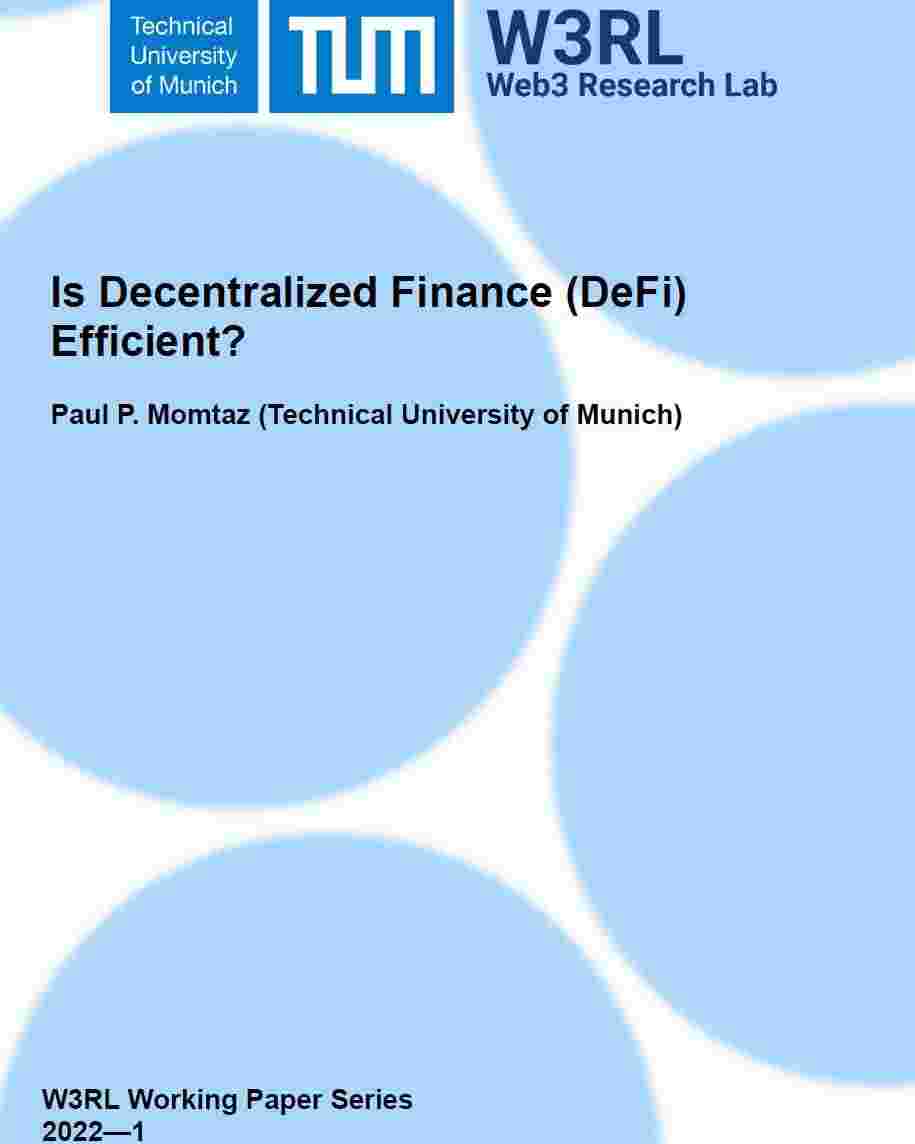 Technical
University
of Munich
TUM
W3RL
Web3 Research Lab
Is Decentralized Finance (DeFi)
Efficient?
Paul P. Momtaz (Technical University of Munich)
W3RL Working Paper Series
2022—1